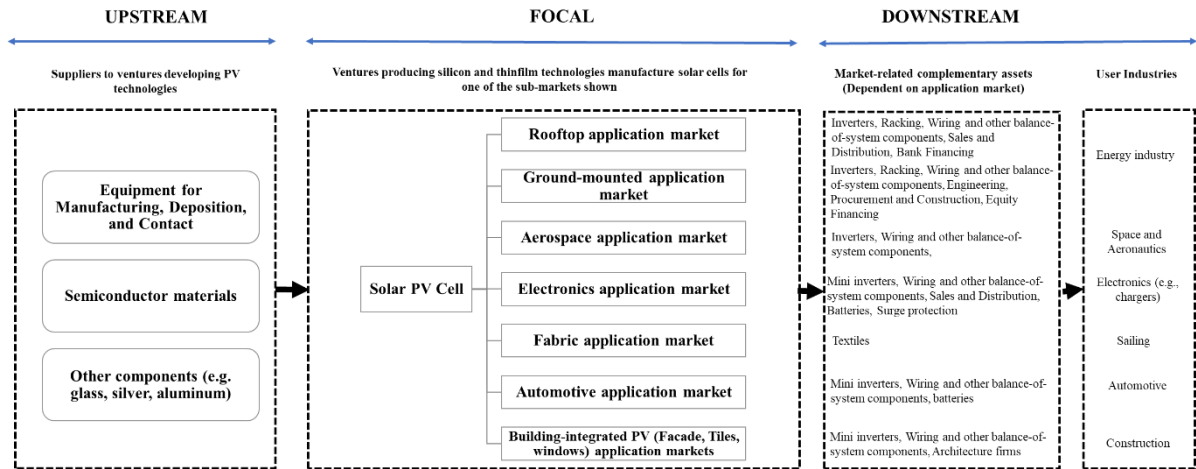 UPSTREAM
FOCAL
DOWNSTREAM
Suppliers to ventures developing PV
technologies
Ventures producing silicon and thinfilm technologies manufacture solar cells for
one of the sub-markets shown
Market-related complementary assets
(Dependent on application market)
User Industries
Equipment for
Manufacturing, Deposition,
and Contact
Semiconductor materials
Other components (e.g.
glass, silver, aluminum)
Solar PV Cell
Rooftop application market
Ground-mounted application
market
Aerospace application market
Electronics application market
Fabric application market
Automotive application market
Building-integrated PV (Facade, Tiles,
windows) application markets
Inverters, Racking, Wiring and other balance-
of-system components, Sales and
Distribution, Bank Financing
Inverters, Racking, Wiring and other balance-
of-system components, Engineering,
Procurement and Construction, Equity
Financing
Inverters, Wiring and other balance-of-
system components,
Mini inverters, Wiring and other balance-of-
system components, Sales and Distribution,
Batteries, Surge protection
Textiles
Mini inverters, Wiring and other balance-of-
system components, batteries
Mini inverters, Wiring and other balance-of-
system components, Architecture firms
Energy industry
Space and
Aeronautics
Electronics (e.g.,
chargers)
Sailing
Automotive
Construction